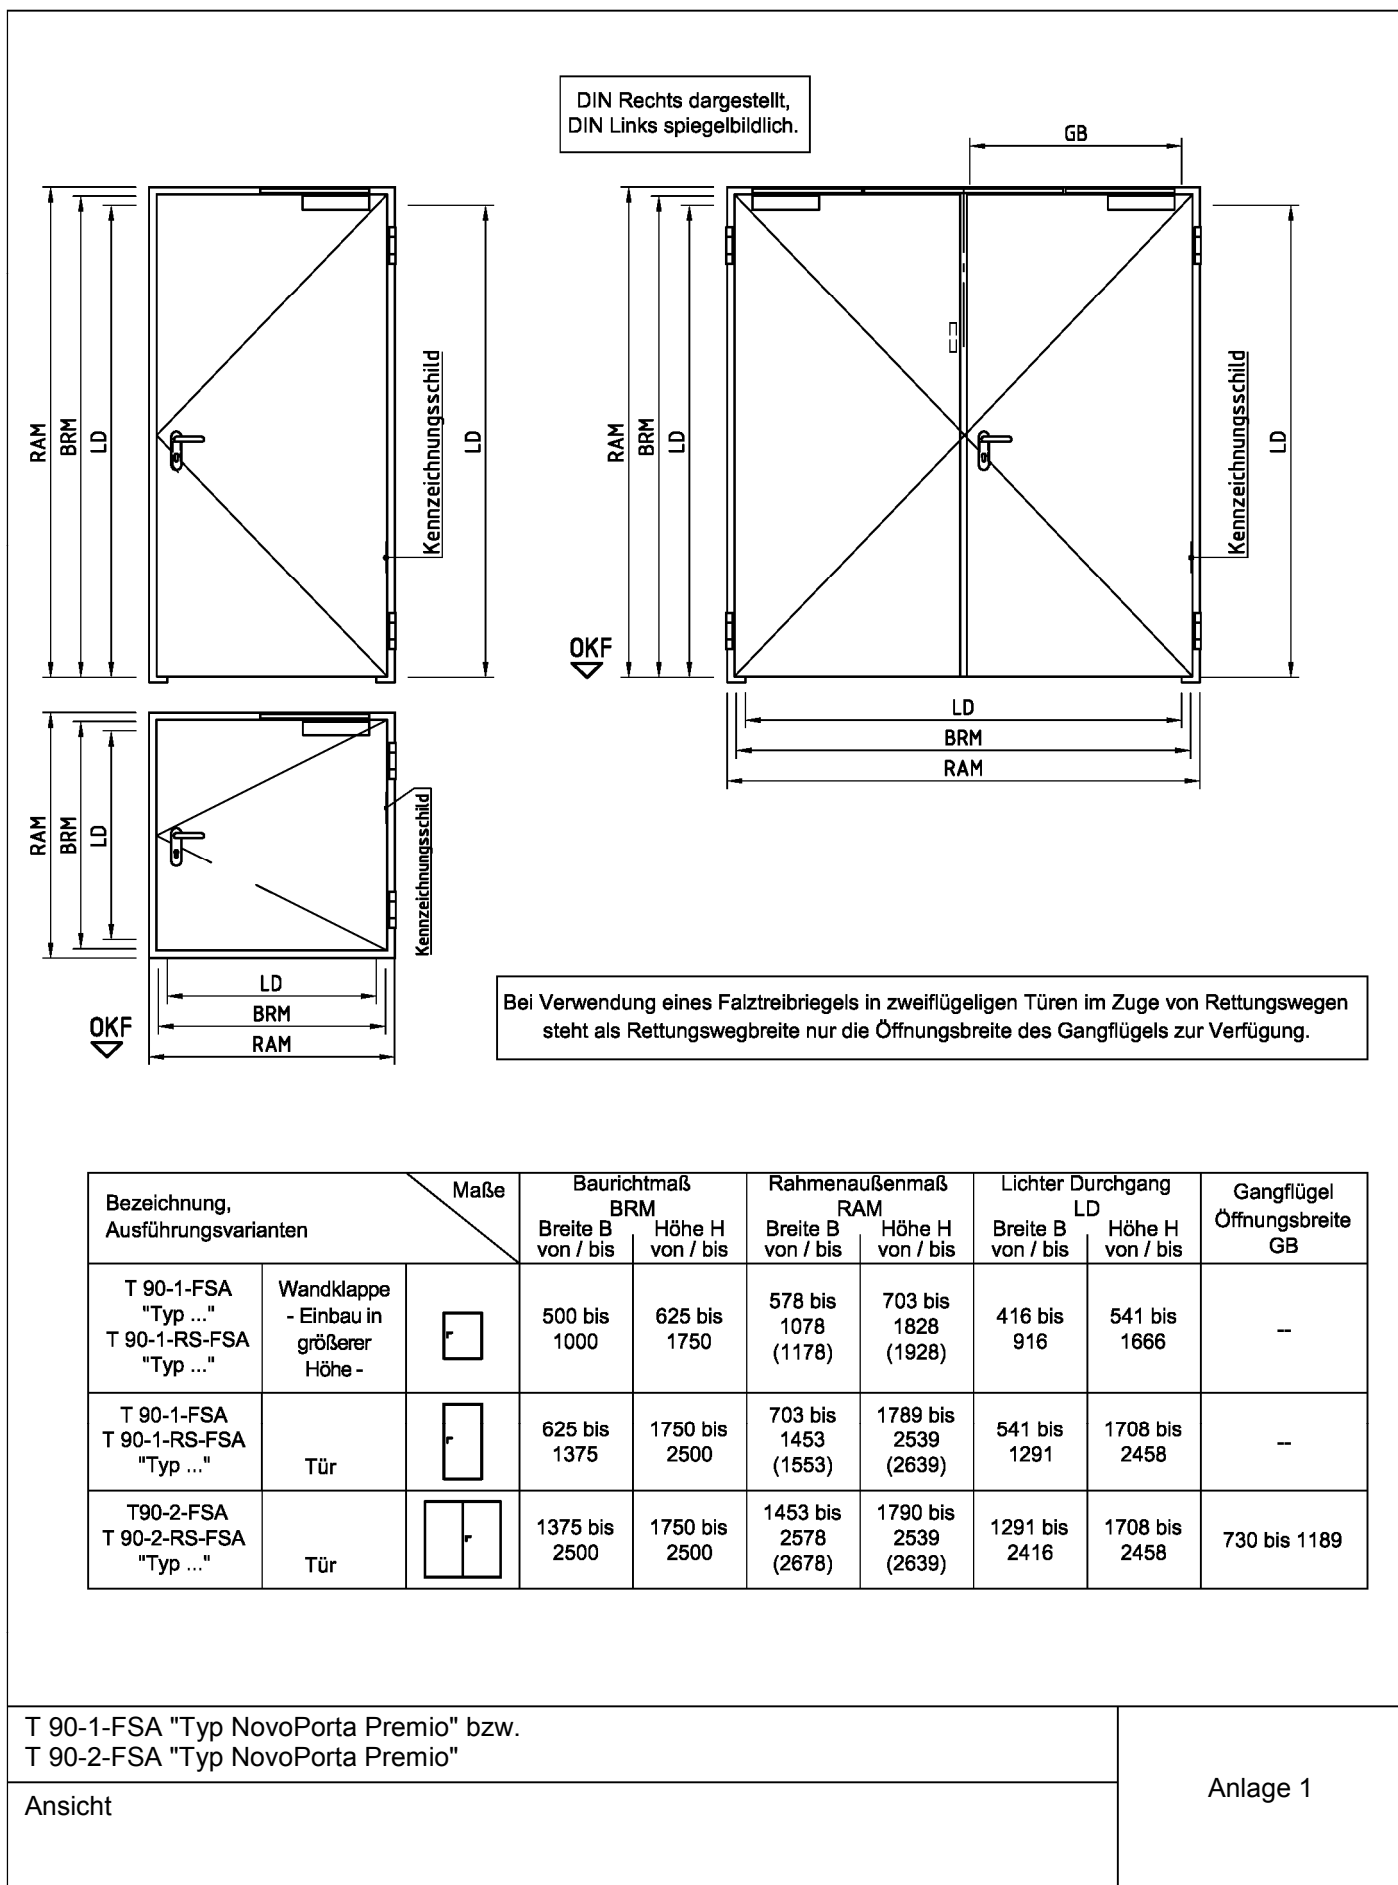 DIN Rechts dargestellt,
DIN Links spiegelbildlich.
GB
RAM
BRM
LD
Kennzeichnungsschild
LD
RAM
BRM
LD
Kennzeichnungsschild
LD
OKF
LD
BRM
RAM
RAM
BRM
LD
Kennzeichnungsschild
LD
BRM
RAM
OKF
Bei Verwendung eines Falztreibriegels in zweiflügeligen Türen im Zuge von Rettungswegen
steht als Rettungswegbreite nur die Öffnungsbreite des Gangflügels zur Verfügung.
Bezeichnung,
Ausführungsvarianten
Maße
Baurichtmaß
BRM
Breite B
von / bis
Höhe H
von / bis
Rahmenaußenmaß
RAM
Breite B
von / bis
Höhe H
von / bis
Lichter Durchgang
LD
Breite B
von / bis
Höhe H
von / bis
Gangflügel
Öffnungsbreite
GB
T 90-1-FSA
"Typ ..."
T 90-1-RS-FSA
"Typ ..."
Wandklappe
- Einbau in
größerer
Höhe -
500 bis
1000
625 bis
1750
578 bis
1078
(1178)
703 bis
1828
(1928)
416 bis
916
541 bis
1666
--
T 90-1-FSA
T 90-1-RS-FSA
"Typ ..."
Tür
625 bis
1375
1750 bis
2500
703 bis
1453
(1553)
1789 bis
2539
(2639)
541 bis
1291
1708 bis
2458
--
T90-2-FSA
T 90-2-RS-FSA
"Typ ..."
Tür
1375 bis
2500
1750 bis
2500
1453 bis
2578
(2678)
1790 bis
2539
(2639)
1291 bis
2416
1708 bis
2458
730 bis 1189
T 90-1-FSA "Typ NovoPorta Premio" bzw.
T 90-2-FSA "Typ NovoPorta Premio"
Ansicht
Anlage 1